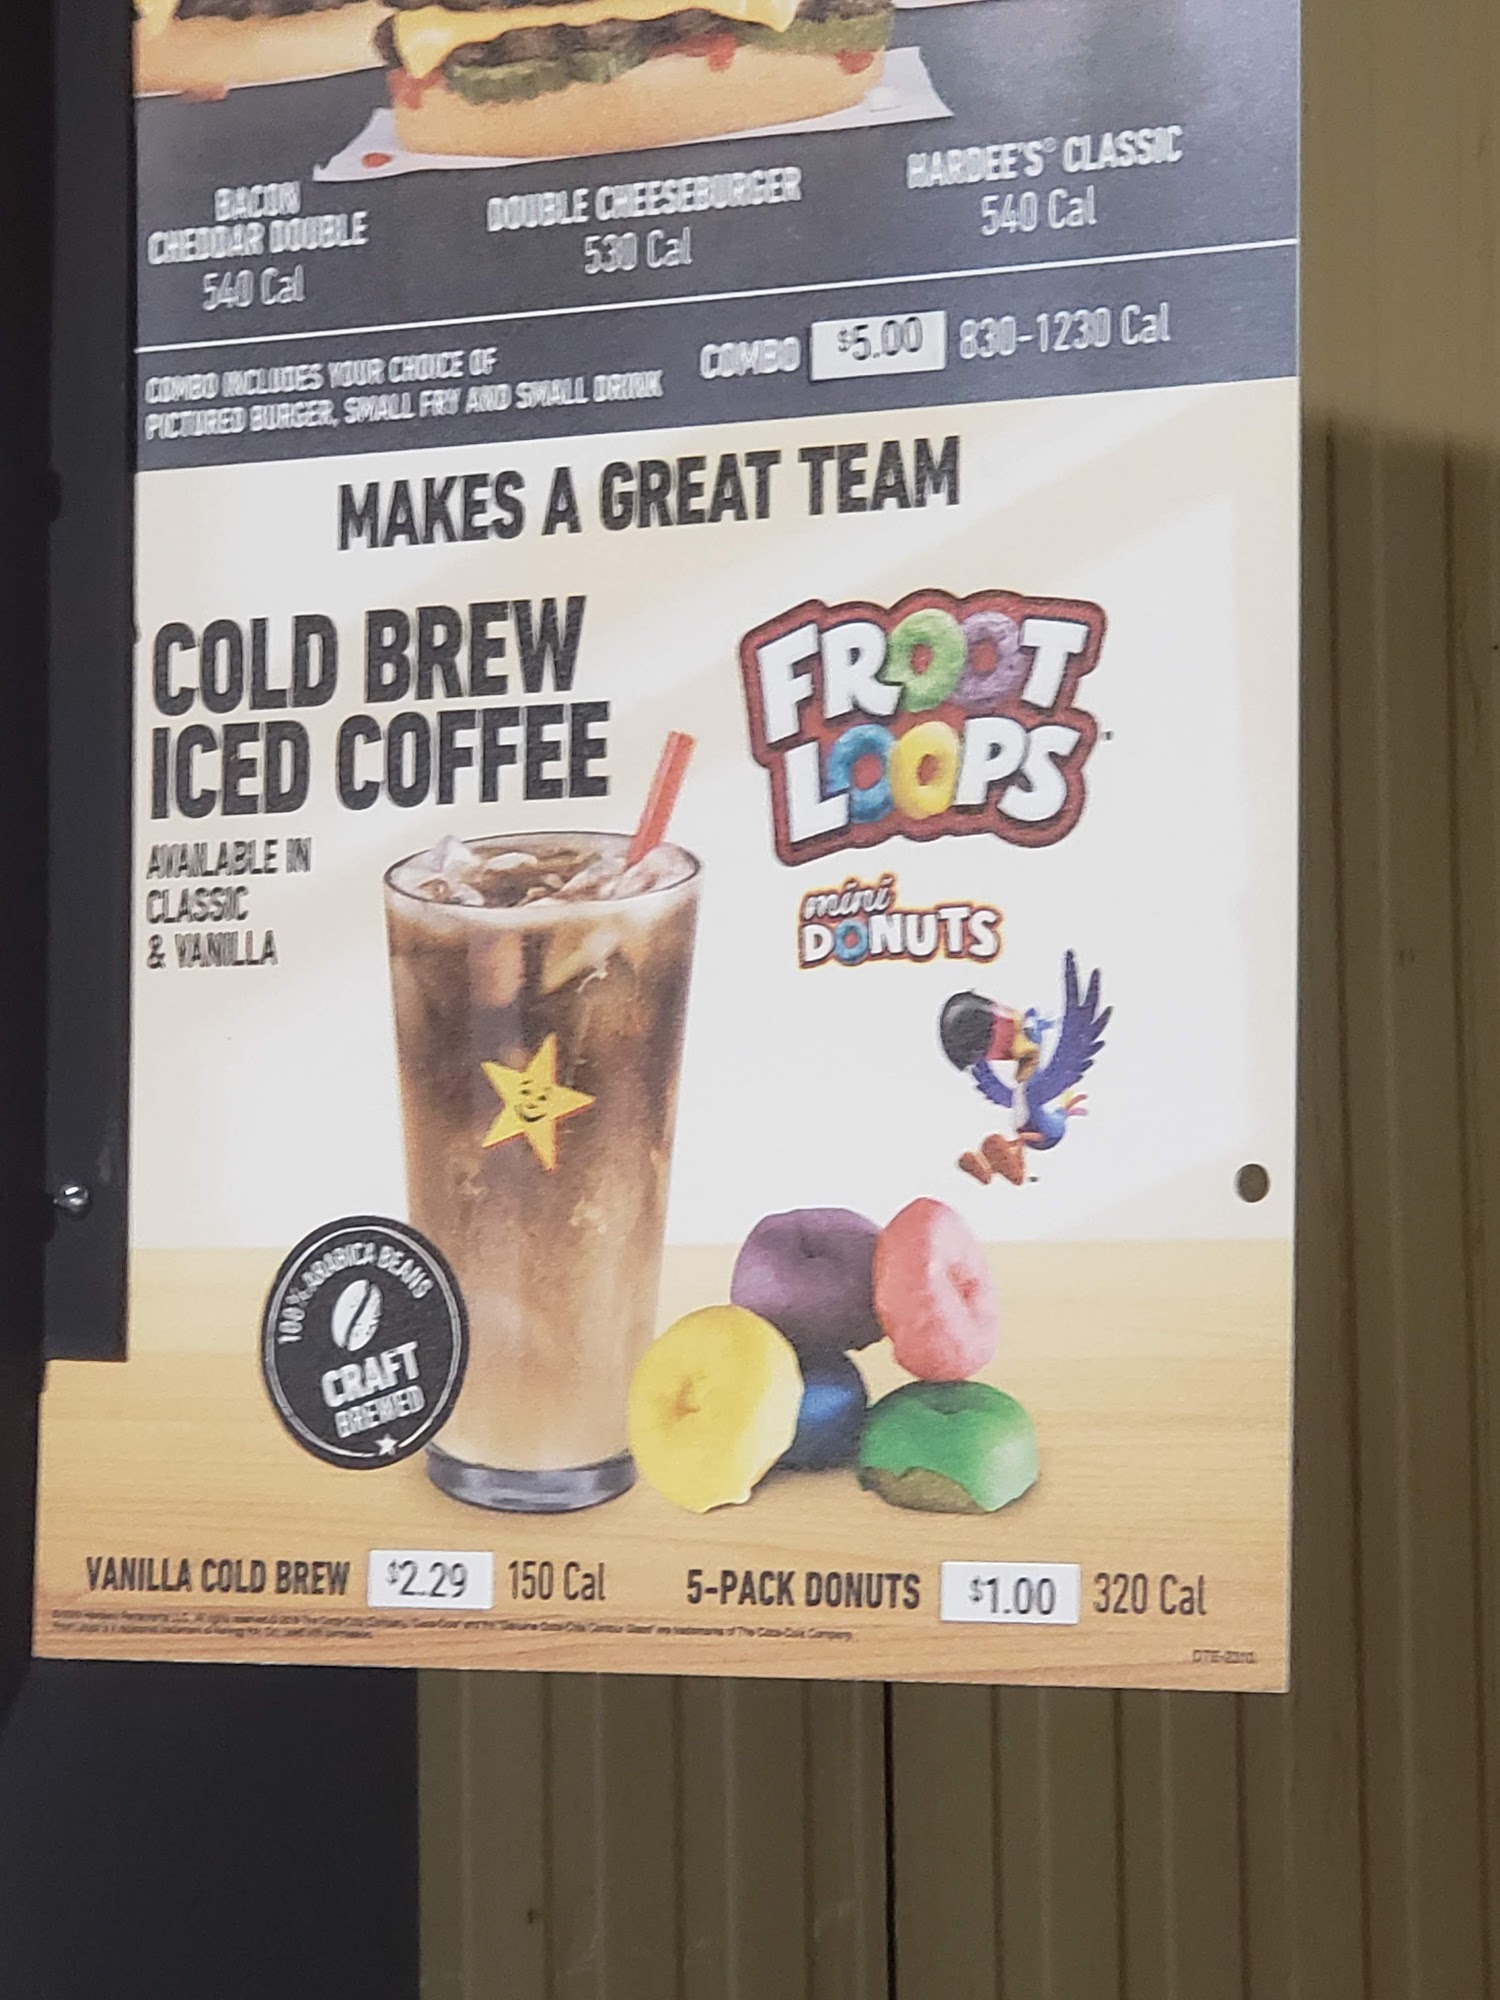 BACON
CHEDDAR DOUBLE
540 Cal
DOUBLE CHEESEBURGER
530 Cal
HARDEE'S® CLASSIC
540 Cal
COMBO INCLUDES YOUR CHOICE OF
PICTURED BURGER, SMALL FRY AND SMALL DRINK
COMBO $5.00 830-1230 Cal
MAKES A GREAT TEAM
COLD BREW
ICED COFFEE
AVAILABLE IN
CLASSIC
& VANILLA
FROOT
LOOPS™
mini
DONUTS
100% ARABICA BEANS
CRAFT
BREWED
VANILLA COLD BREW $2.29 150 Cal
5-PACK DONUTS $1.00 320 Cal